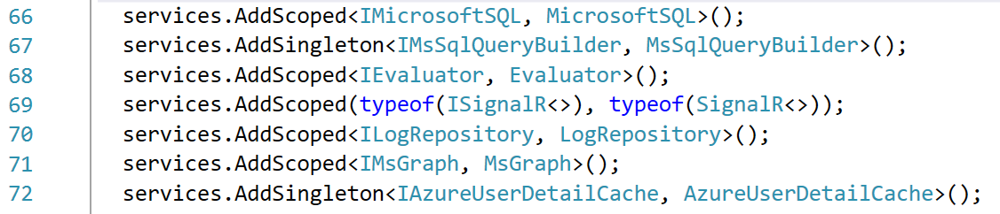 66 services.AddScoped<IMicrosoftSQL, MicrosoftSQL>();
67 services.AddSingleton<IMsSqlQueryBuilder, MsSqlQueryBuilder>();
68 services.AddScoped<IEvaluator, Evaluator>();
69 services.AddScoped(typeof(ISignalR<>), typeof(SignalR<>));
70 services.AddScoped<ILogRepository, LogRepository>();
71 services.AddScoped<IMsGraph, MsGraph>();
72 services.AddSingleton<IAzureUserDetailCache, AzureUserDetailCache>();